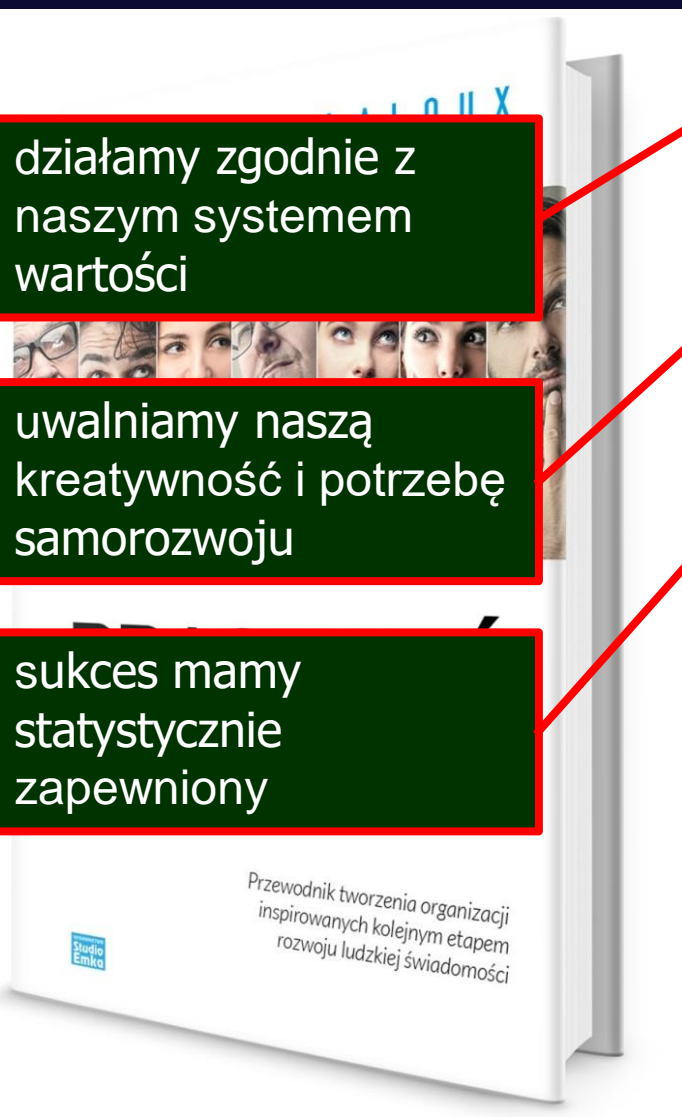 działamy zgodnie z
naszym systemem
wartości
uwalniamy naszą
kreatywność i potrzebę
samorozwoju
sukces mamy
statystycznie
zapewniony
Przewodnik tworzenia organizacji
inspirowanych kolejnym etapem
rozwoju ludzkiej świadomości
Studio
Emka